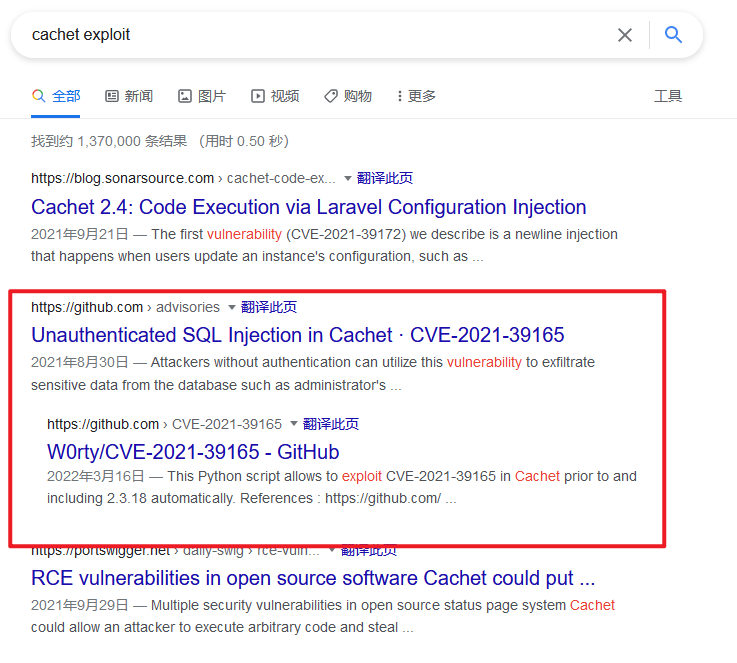 cachet exploit
全部 新闻 图片 视频 购物 更多 工具
找到约 1,370,000 条结果 （用时 0.50 秒）
https://blog.sonarsource.com › cachet-code-ex... 翻译此页
Cachet 2.4: Code Execution via Laravel Configuration Injection
2021年9月21日 — The first vulnerability (CVE-2021-39172) we describe is a newline injection
that happens when users update an instance's configuration, such as ...
https://github.com › advisories 翻译此页
Unauthenticated SQL Injection in Cachet · CVE-2021-39165
2021年8月30日 — Attackers without authentication can utilize this vulnerability to exfiltrate
sensitive data from the database such as administrator's ...
https://github.com › CVE-2021-39165 翻译此页
W0rty/CVE-2021-39165 - GitHub
2022年3月16日 — This Python script allows to exploit CVE-2021-39165 in Cachet prior to and
including 2.3.18 automatically. References : https://github.com/ ...
https://portswigger.net › daily-swig › rce-vuln... 翻译此页
RCE vulnerabilities in open source software Cachet could put ...
2021年9月29日 — Multiple security vulnerabilities in open source status page system Cachet
could allow an attacker to execute arbitrary code and steal ...